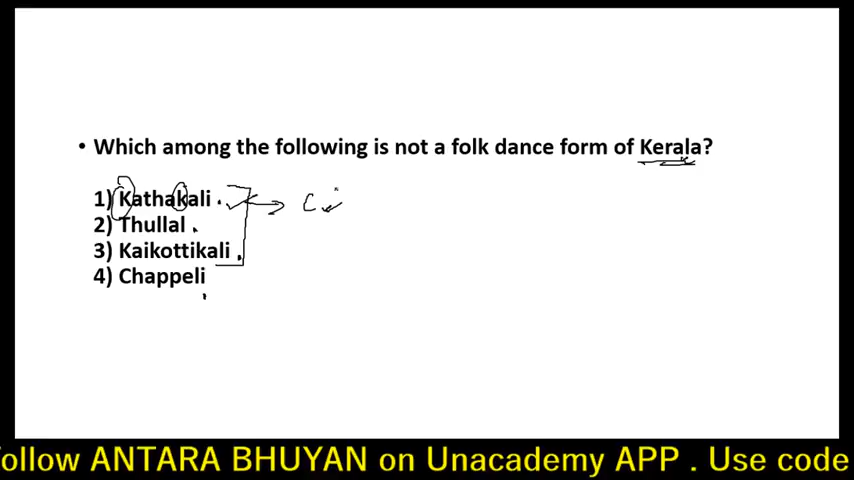 • Which among the following is not a folk dance form of Kerala?
1) Kathakali
2) Thullal
3) Kaikottikali
4) Chappeli
ollow ANTARA BHUYAN on Unacademy APP . Use code